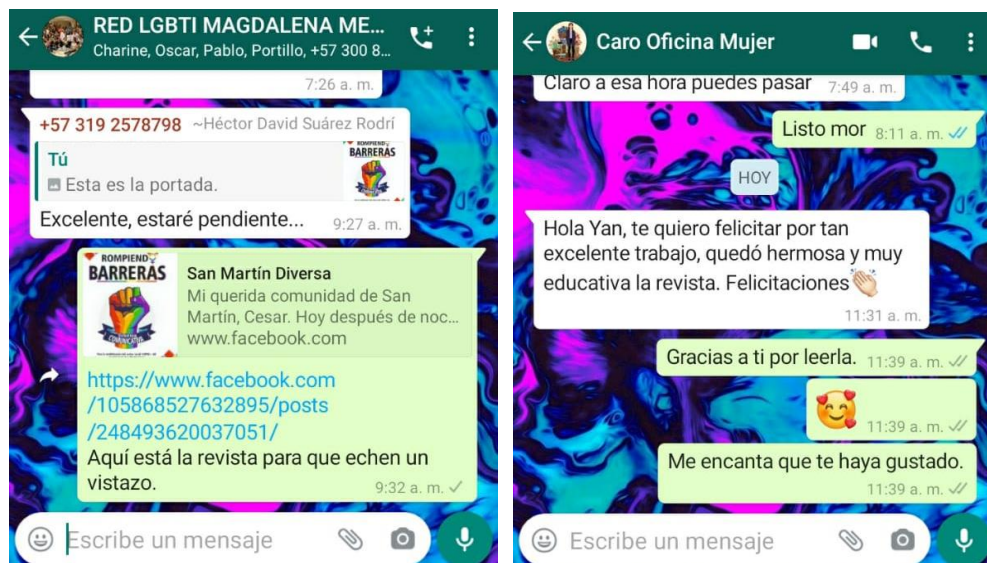 RED LGBTI MAGDALENA ME...
Charine, Oscar, Pablo, Portillo, +57 300 8...
7:26 a. m.
+57 319 2578798 ~Héctor David Suárez Rodrí
Tú
Esta es la portada.
ROMPIENDO
BARRERAS
Excelente, estaré pendiente...
9:27 a. m.
ROMPIENDO
BARRERAS
COMUNICATIVA
San Martín Diversa
Mi querida comunidad de San
Martín, Cesar. Hoy después de noc...
www.facebook.com
https://www.facebook.com
/105868527632895/posts
/248493620037051/
Aquí está la revista para que echen un
vistazo.
9:32 a. m.
Escribe un mensaje
Caro Oficina Mujer
Claro a esa hora puedes pasar 7:49 a. m.
Listo mor 8:11 a. m.
HOY
Hola Yan, te quiero felicitar por tan
excelente trabajo, quedó hermosa y muy
educativa la revista. Felicitaciones👏🏻
11:31 a. m.
Gracias a ti por leerla. 11:39 a. m.
🥰 11:39 a. m.
Me encanta que te haya gustado.
11:39 a. m.
Escribe un mensaje